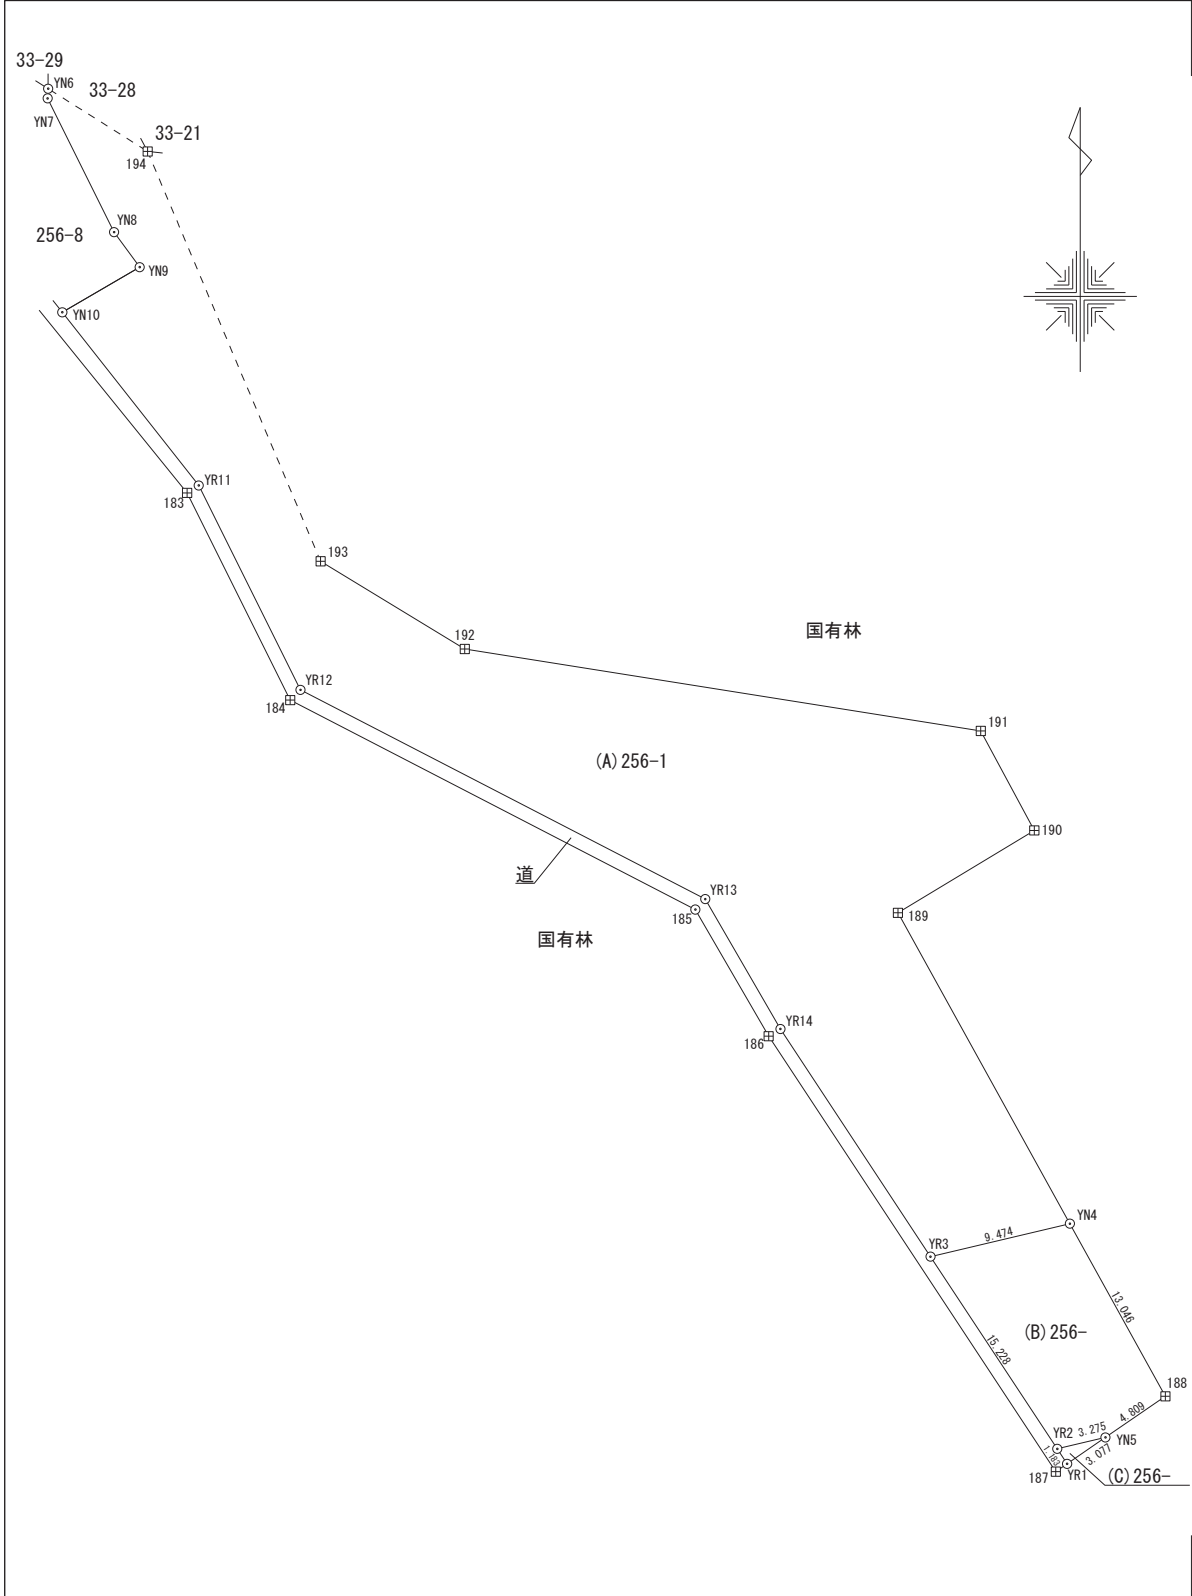 33-29
YN6
33-28
YN7
33-21
194
YN8
256-8
YN9
YN10
YR11
183
193
192
国有林
YR12
184
191
(A)256-1
190
道
YR13
185
189
国有林
YR14
186
YN4
YR3
9.474
13.046
(B)256-
15.228
188
4.809
YR2
3.275
YN5
1.183
3.077
187
YR1
(C)256-